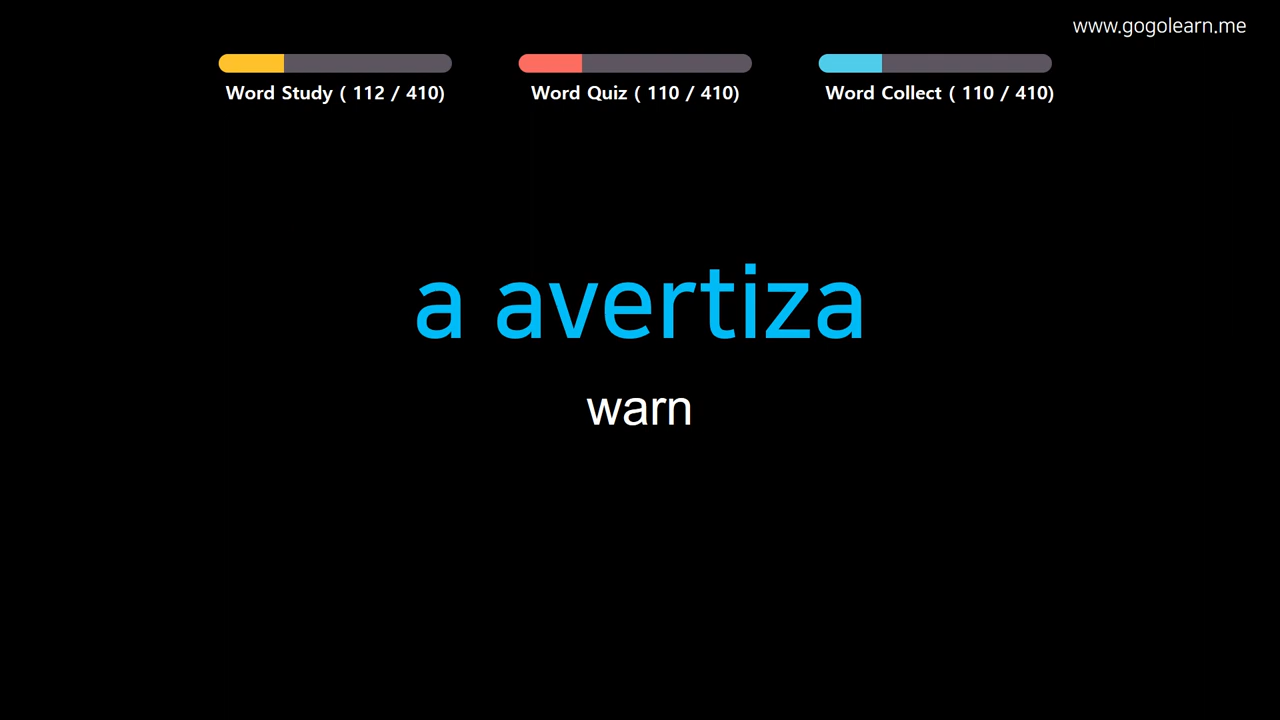 www.gogolearn.me
Word Study ( 112 / 410)
Word Quiz ( 110 / 410)
Word Collect ( 110 / 410)
a avertiza
warn